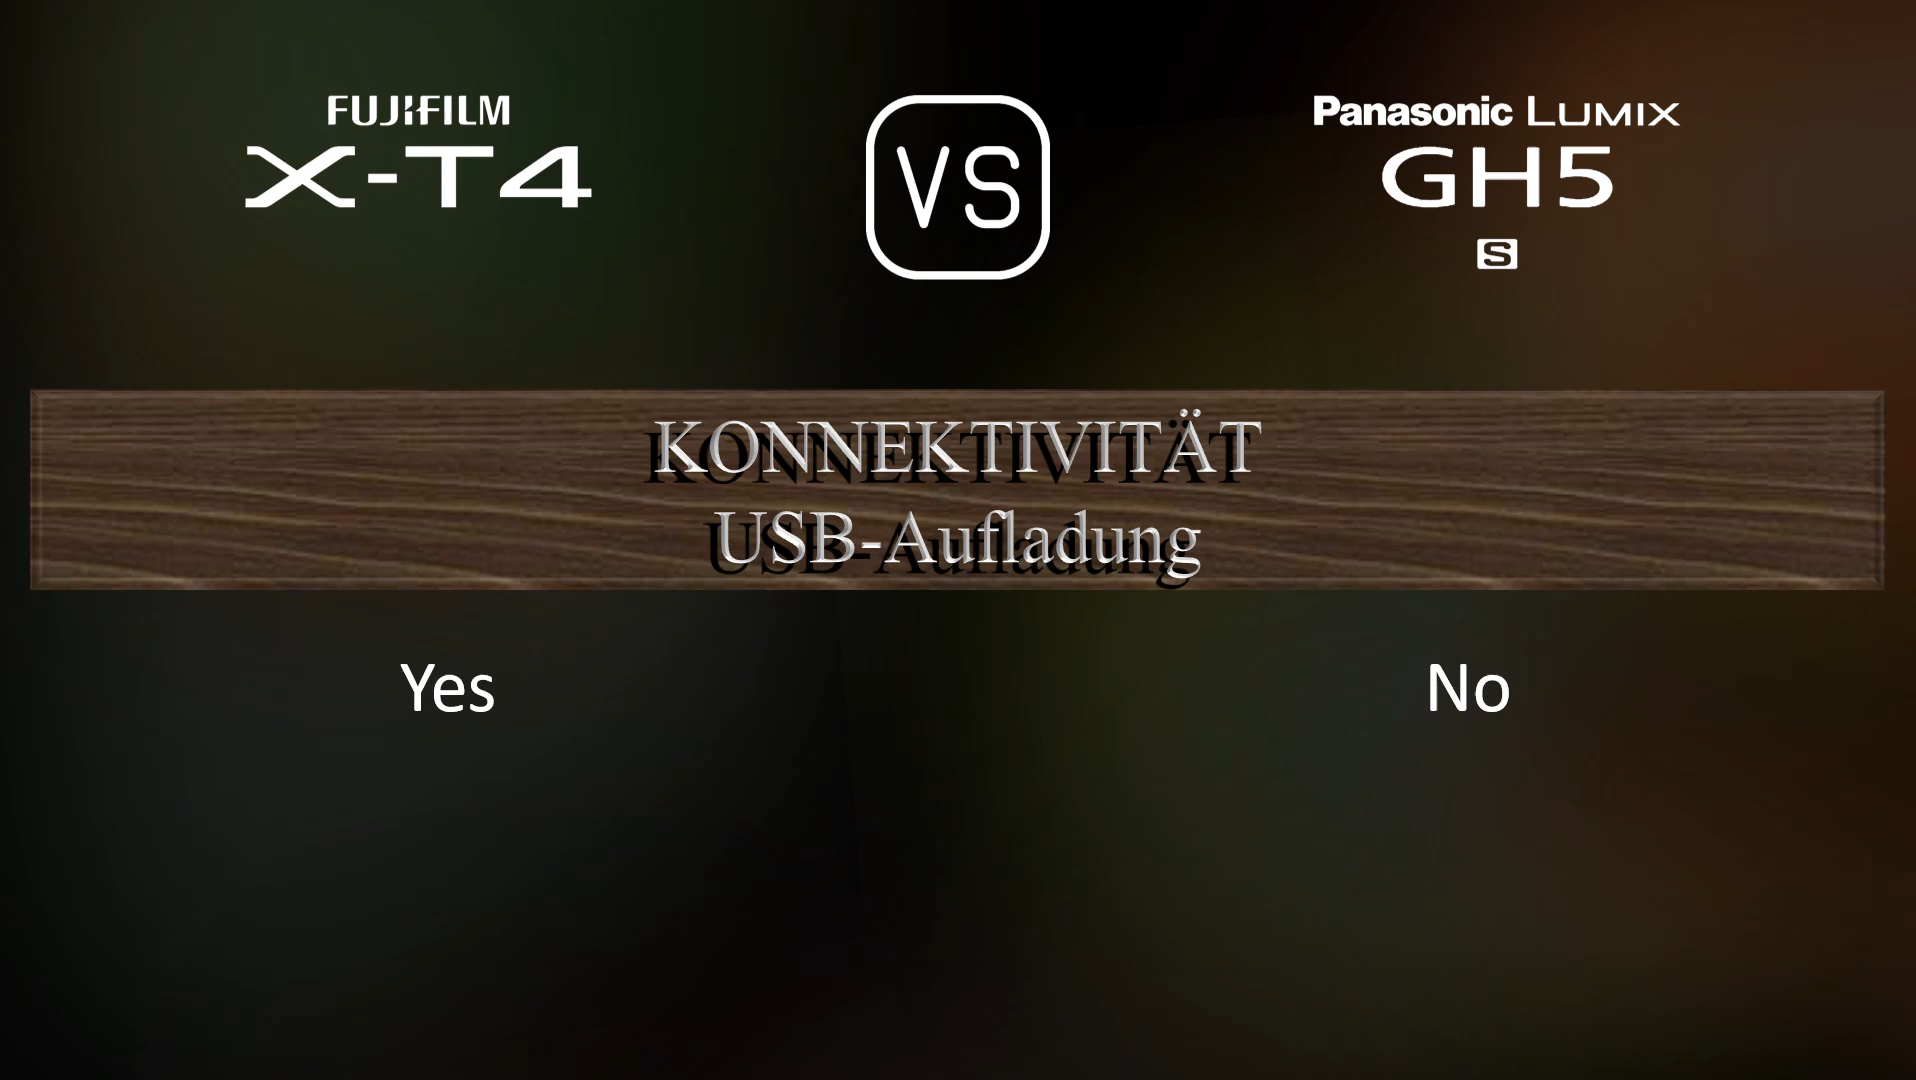 FUJIFILM
X-T4
VS
Panasonic LUMIX
GH5
S
KONNEKTIVITÄT
USB-Aufladung
Yes
No